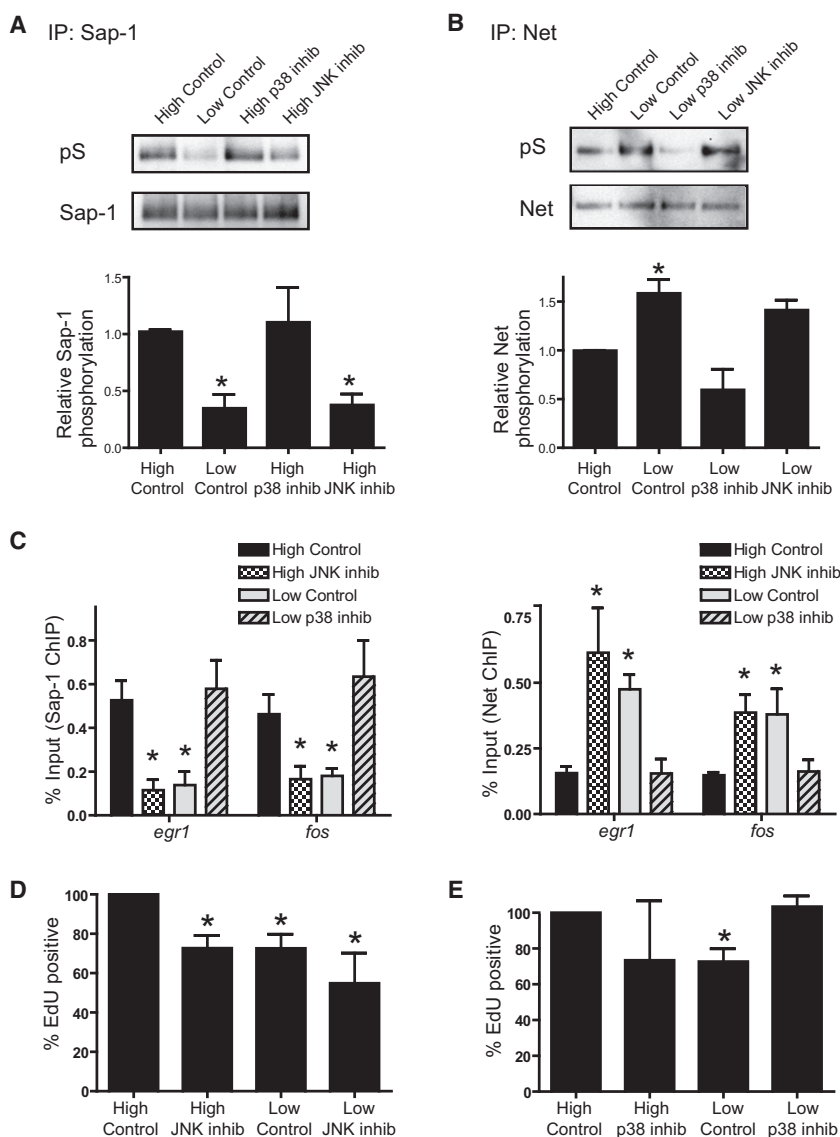 A
IP: Sap-1
High Control
Low Control
High p38 inhib
High JNK inhib
pS
Sap-1
Relative Sap-1
phosphorylation
1.5
1.0
0.5
0.0
High
Control
Low
Control
High
p38 inhib
High
JNK inhib
*
*
B
IP: Net
High Control
Low Control
Low p38 inhib
Low JNK inhib
pS
Net
Relative Net
phosphorylation
1.5
1.0
0.5
0.0
High
Control
Low
Control
Low
p38 inhib
Low
JNK inhib
*
C
High Control
High JNK inhib
Low Control
Low p38 inhib
% Input (Sap-1 ChIP)
0.8
0.6
0.4
0.2
0.0
* * * *
egr1 fos
High Control
High JNK inhib
Low Control
Low p38 inhib
% Input (Net ChIP)
0.75
0.50
0.25
0.00
* * * *
egr1 fos
D
% EdU positive
100
80
60
40
20
0
* * *
High
Control
High
JNK inhib
Low
Control
Low
JNK inhib
E
% EdU positive
100
80
60
40
20
0
*
High
Control
High
p38 inhib
Low
Control
Low
p38 inhib